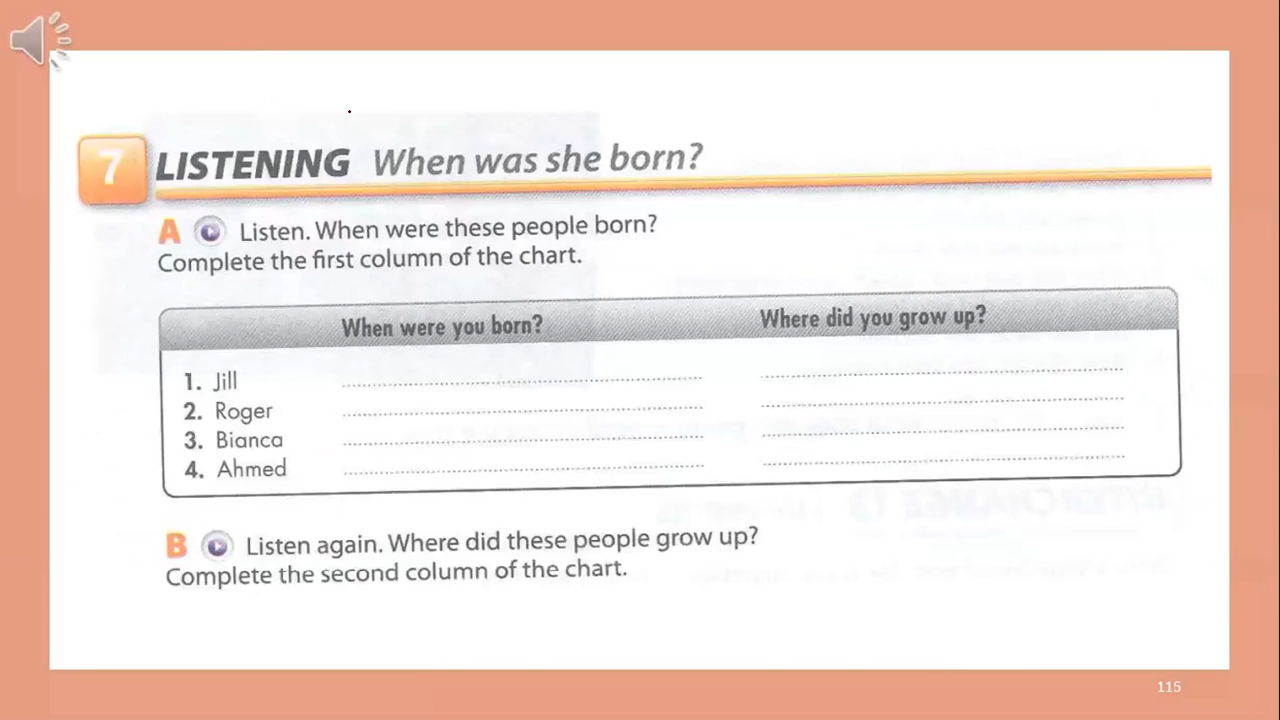 7 LISTENING When was she born?
A Listen. When were these people born?
Complete the first column of the chart.
When were you born? Where did you grow up?
1. Jill
2. Roger
3. Bianca
4. Ahmed
B Listen again. Where did these people grow up?
Complete the second column of the chart.
115